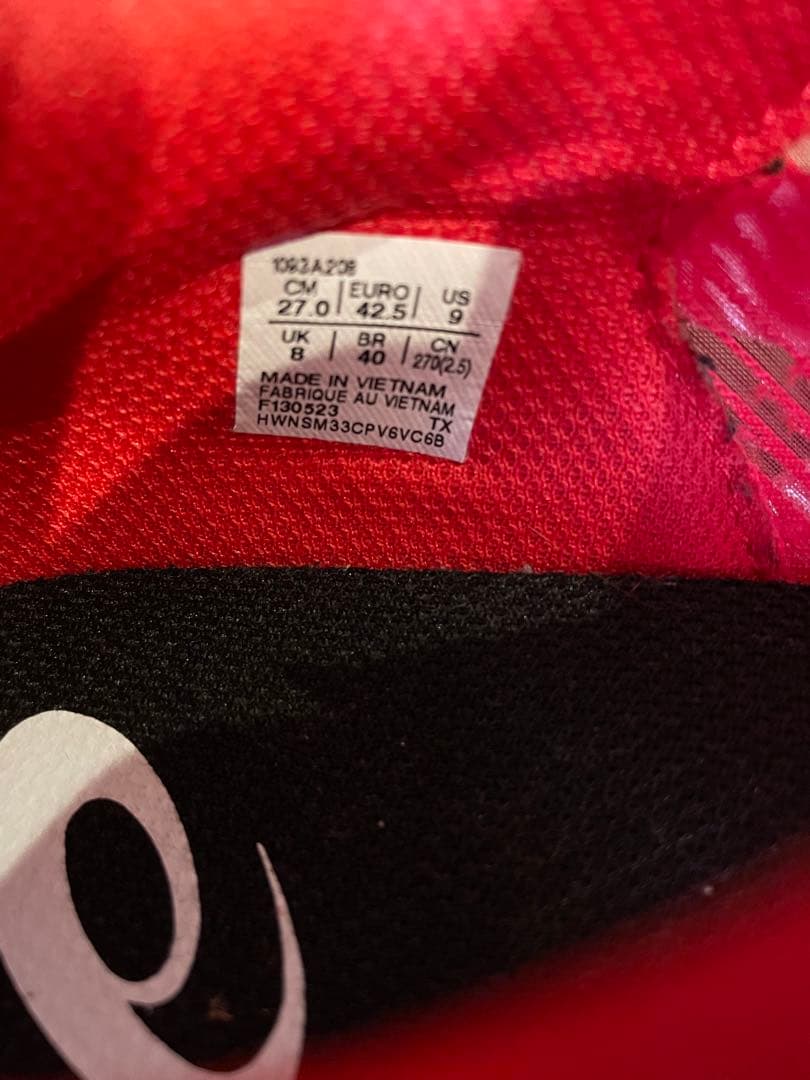 1093A208
CM | EURO | US
27.0 | 42.5 | 9
UK | BR | CN
8 | 40 | 270(2.5)
MADE IN VIETNAM
FABRIQUE AU VIETNAM
F130523 TX
HWNSM33CPV6VC6B